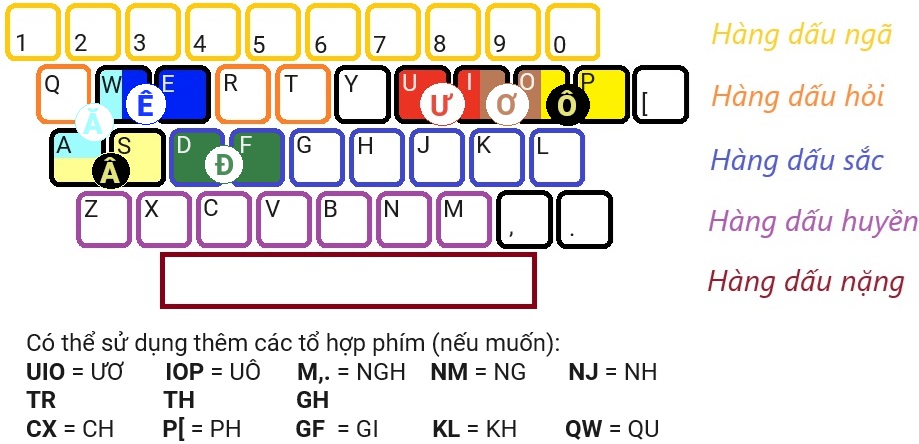 1 2 3 4 5 6 7 8 9 0 Hàng dấu ngã
Q W E R T Y U I O P [ Hàng dấu hỏi
Ă Ê Ư Ơ Ô
A S D F G H J K L Hàng dấu sắc
Â Đ
Z X C V B N M , . Hàng dấu huyền
Hàng dấu nặng
Có thể sử dụng thêm các tổ hợp phím (nếu muốn):
UIO = ƯƠ IOP = UÔ M,. = NGH NM = NG NJ = NH
TR TH GH
CX = CH P[ = PH GF = GI KL = KH QW = QU